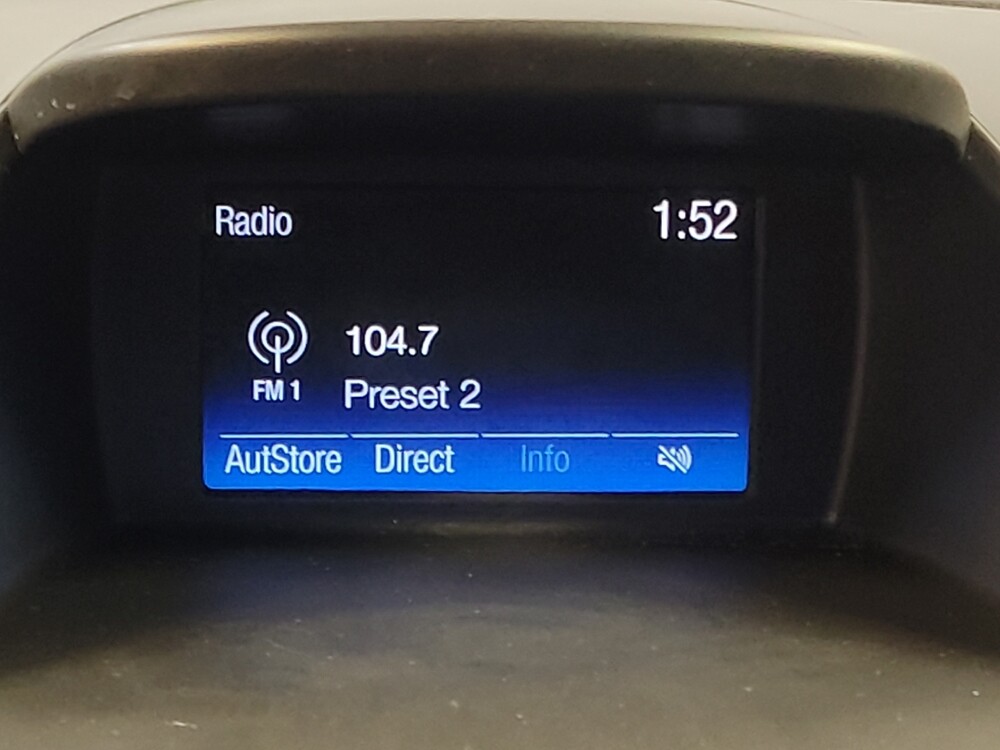 Radio 1:52
104.7
FM 1 Preset 2
AutStore Direct Info